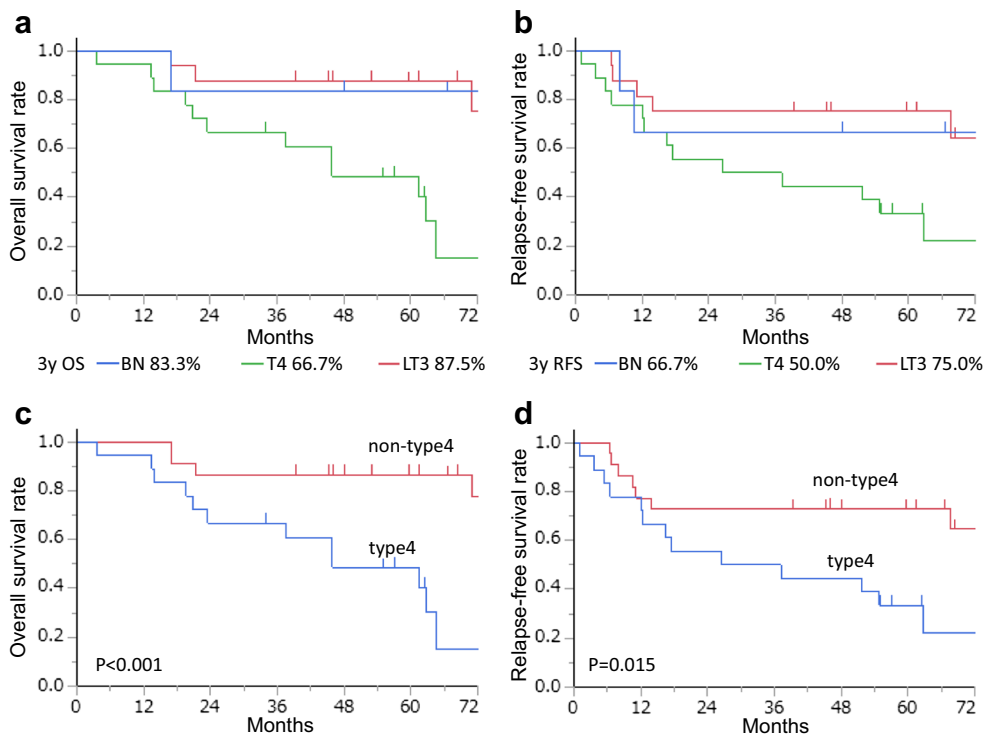 a
Overall survival rate
1.0
0.8
0.6
0.4
0.2
0.0
0 12 24 36 48 60 72
Months
3y OS BN 83.3% T4 66.7% LT3 87.5%
b
Relapse-free survival rate
1.0
0.8
0.6
0.4
0.2
0.0
0 12 24 36 48 60 72
Months
3y RFS BN 66.7% T4 50.0% LT3 75.0%
c
Overall survival rate
1.0
0.8
0.6
0.4
0.2
0.0
non-type4
type4
P<0.001
0 12 24 36 48 60 72
Months
d
Relapse-free survival rate
1.0
0.8
0.6
0.4
0.2
0.0
non-type4
type4
P=0.015
0 12 24 36 48 60 72
Months